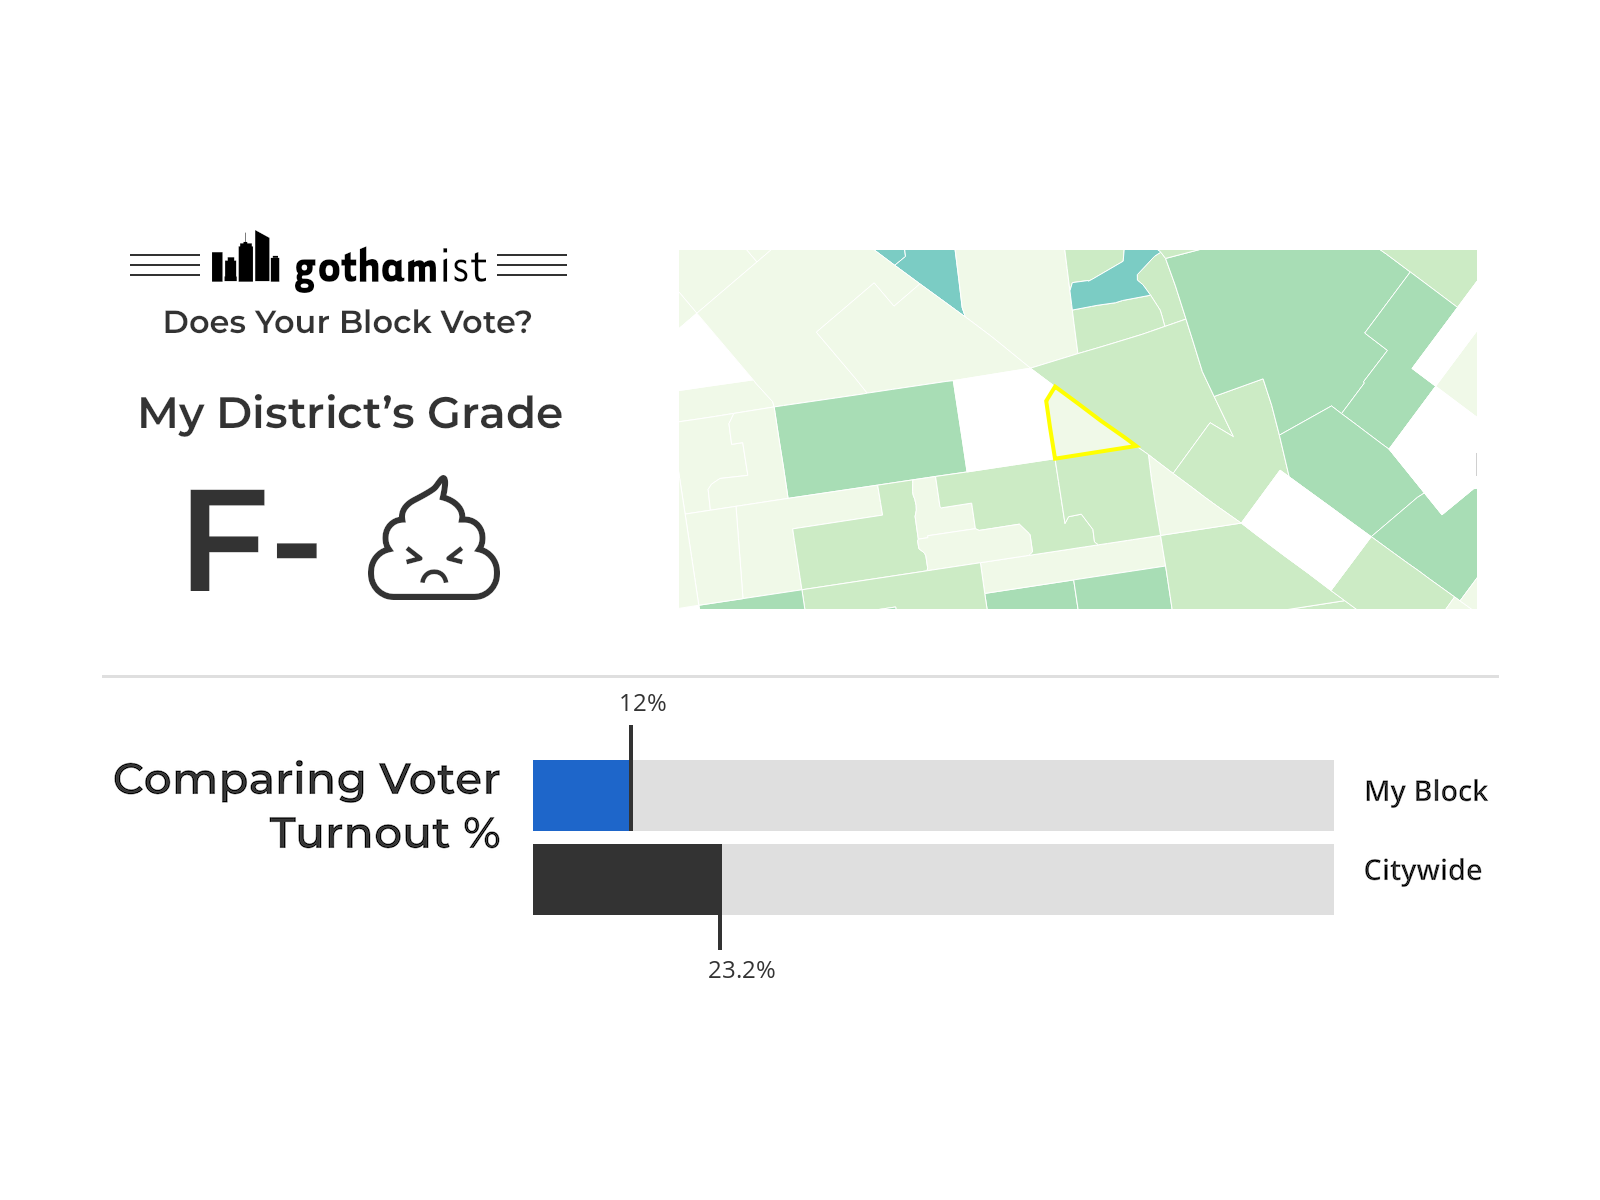 gothamist
Does Your Block Vote?
My District’s Grade
F-
12%
Comparing Voter
Turnout %
My Block
Citywide
23.2%